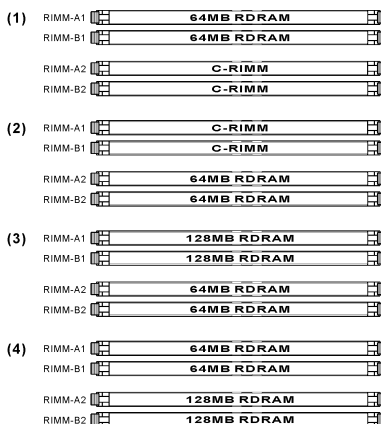 (1) RIMM-A1 64MB RDRAM
RIMM-B1 64MB RDRAM
RIMM-A2 C-RIMM
RIMM-B2 C-RIMM
(2) RIMM-A1 C-RIMM
RIMM-B1 C-RIMM
RIMM-A2 64MB RDRAM
RIMM-B2 64MB RDRAM
(3) RIMM-A1 128MB RDRAM
RIMM-B1 128MB RDRAM
RIMM-A2 64MB RDRAM
RIMM-B2 64MB RDRAM
(4) RIMM-A1 64MB RDRAM
RIMM-B1 64MB RDRAM
RIMM-A2 128MB RDRAM
RIMM-B2 128MB RDRAM